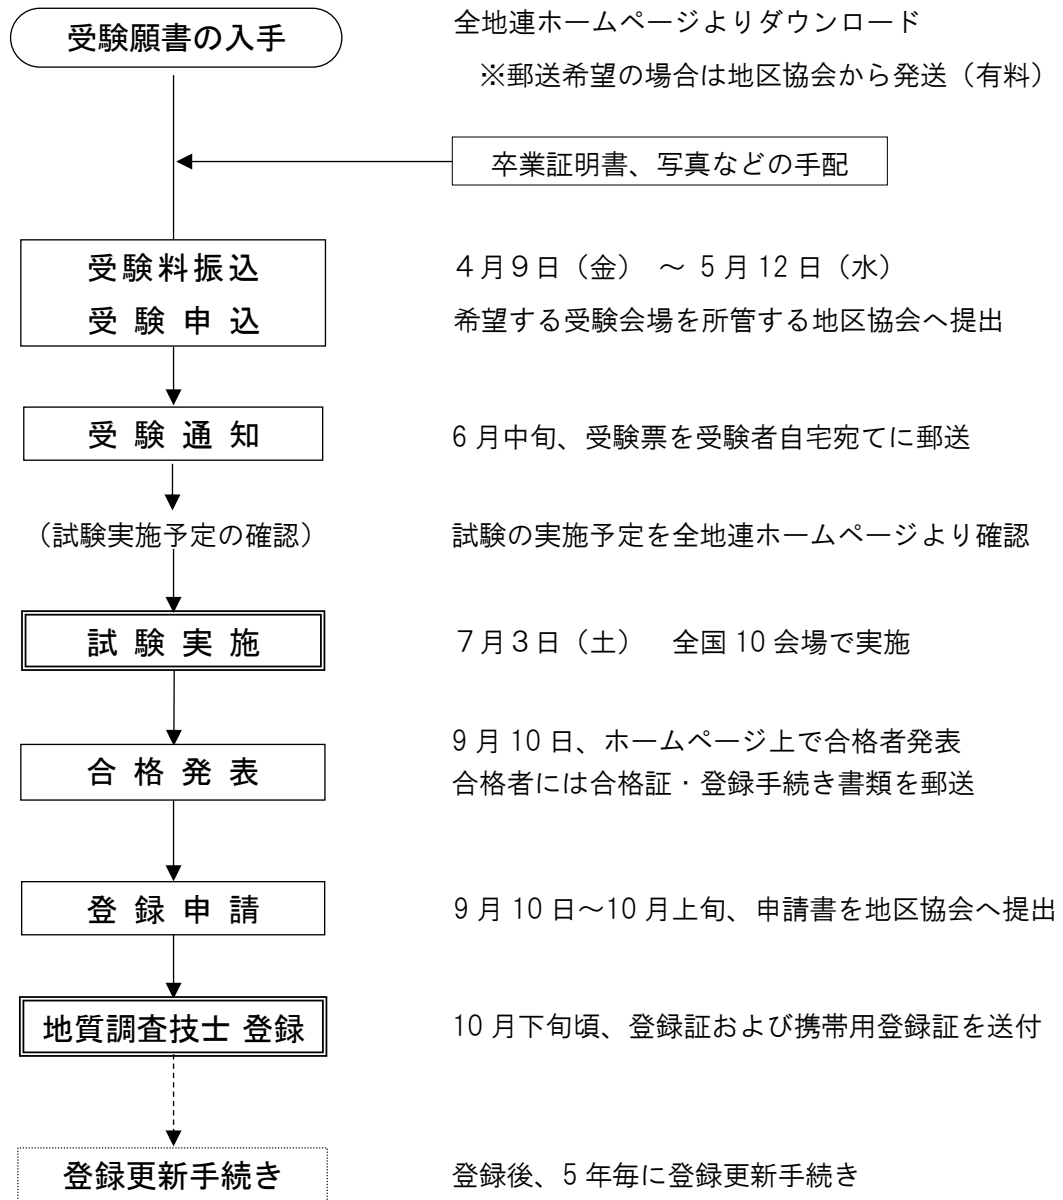 受験願書の入手
全地連ホームページよりダウンロード
※郵送希望の場合は地区協会から発送（有料）
卒業証明書、写真などの手配
受験料振込
４月９日（金） ～ 5月12日（水）
受 験 申 込
希望する受験会場を所管する地区協会へ提出
受 験 通 知
6月中旬、受験票を受験者自宅宛てに郵送
（試験実施予定の確認）
試験の実施予定を全地連ホームページより確認
試 験 実 施
７月３日（土）　全国10会場で実施
合 格 発 表
9月10日、ホームページ上で合格者発表
合格者には合格証・登録手続き書類を郵送
登 録 申 請
9月10日～10月上旬、申請書を地区協会へ提出
地質調査技士 登録
10月下旬頃、登録証および携帯用登録証を送付
登録更新手続き
登録後、5年毎に登録更新手続き